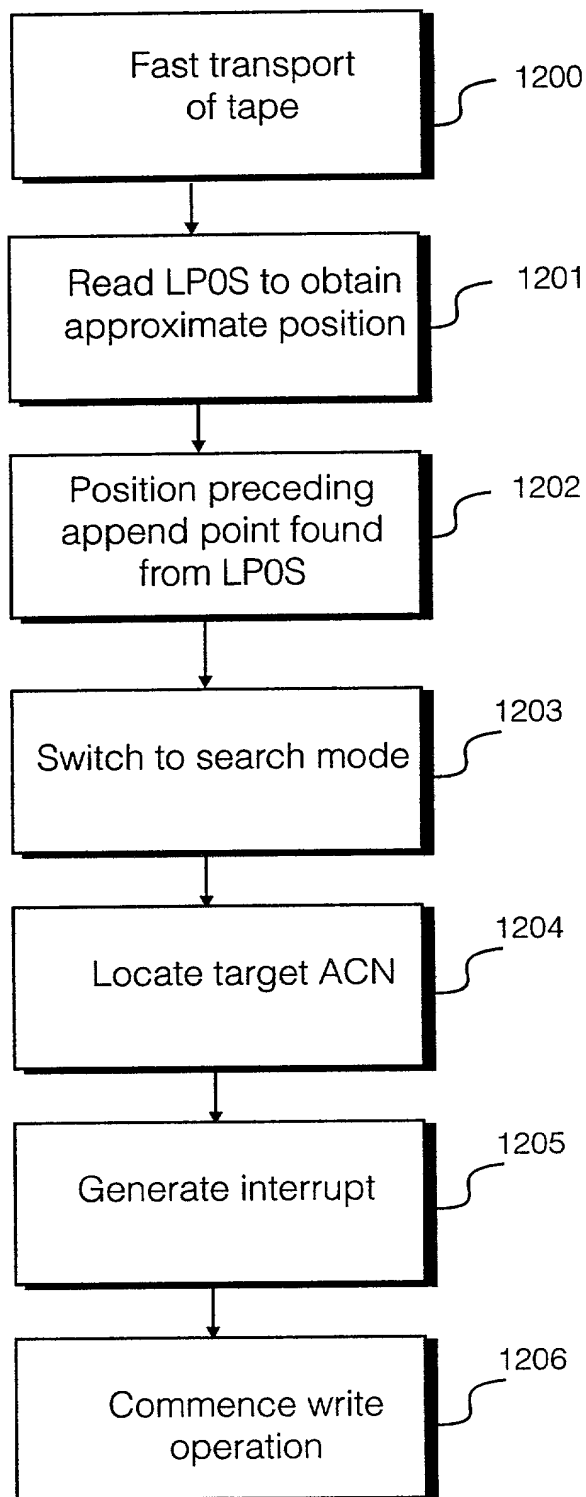 Fast transport
of tape
1200
Read LP0S to obtain
approximate position
1201
Position preceding
append point found
from LP0S
1202
Switch to search mode
1203
Locate target ACN
1204
Generate interrupt
1205
Commence write
operation
1206